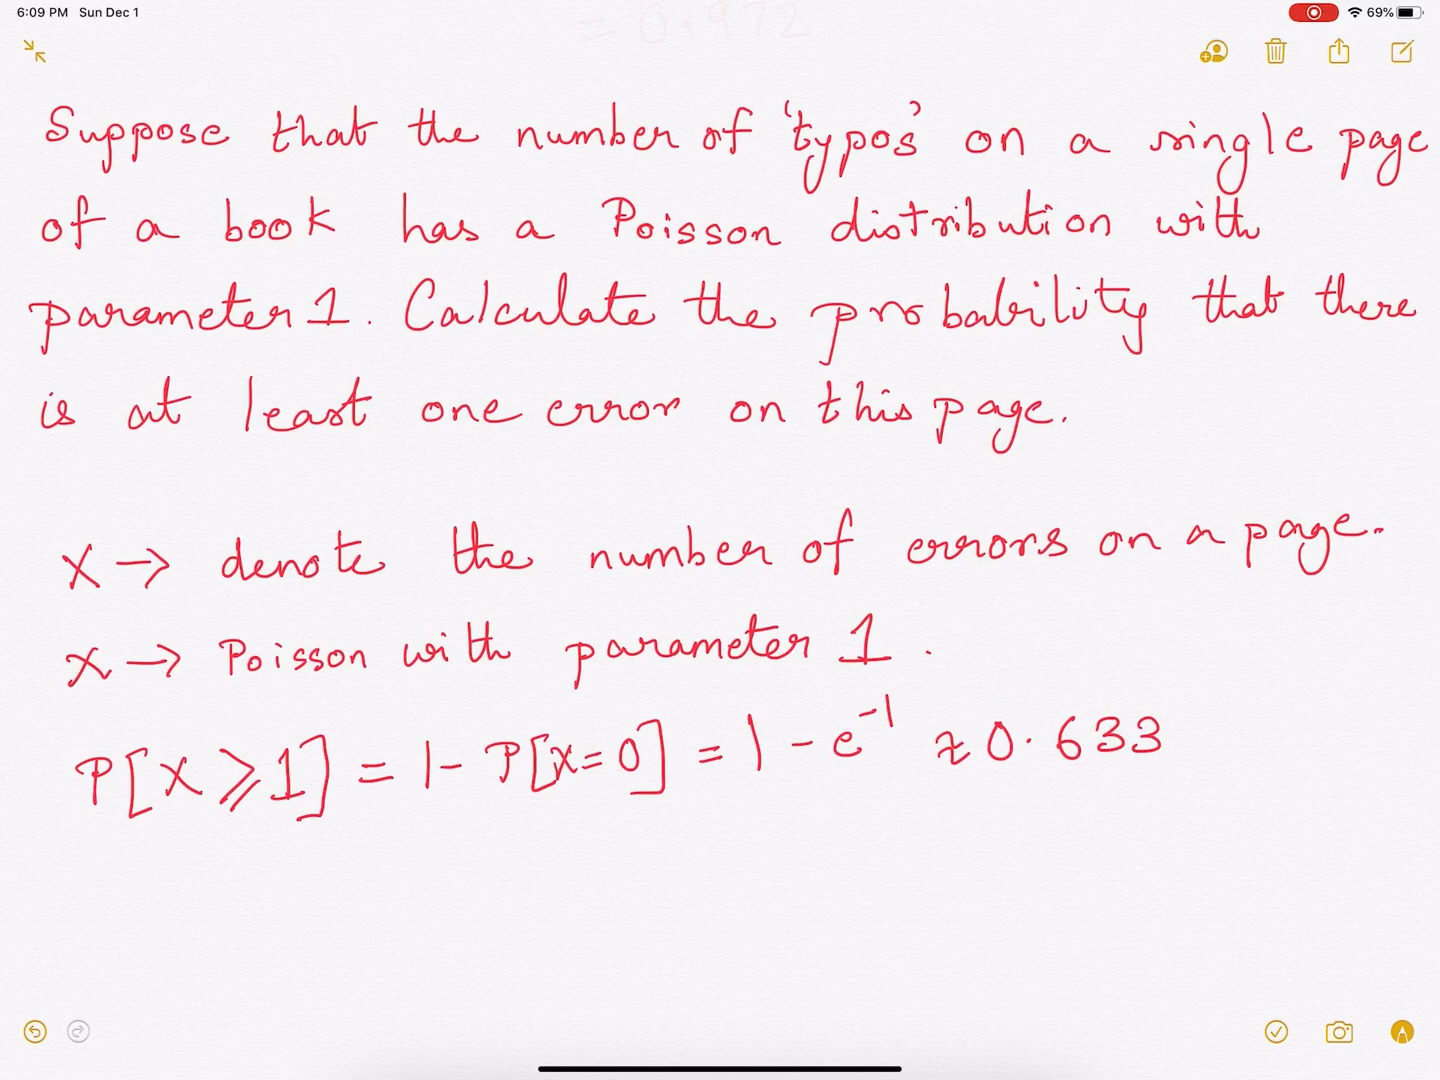 6:09 PM Sun Dec 1
69%
= 0.972
Suppose that the number of 'typos' on a single page
of a book has a Poisson distribution with
parameter 1. Calculate the probability that there
is at least one error on this page.
X → denote the number of errors on a page.
X → Poisson with parameter 1.
P[X ⩾ 1] = 1 - P[X = 0] = 1 - e⁻¹ ≈ 0.633